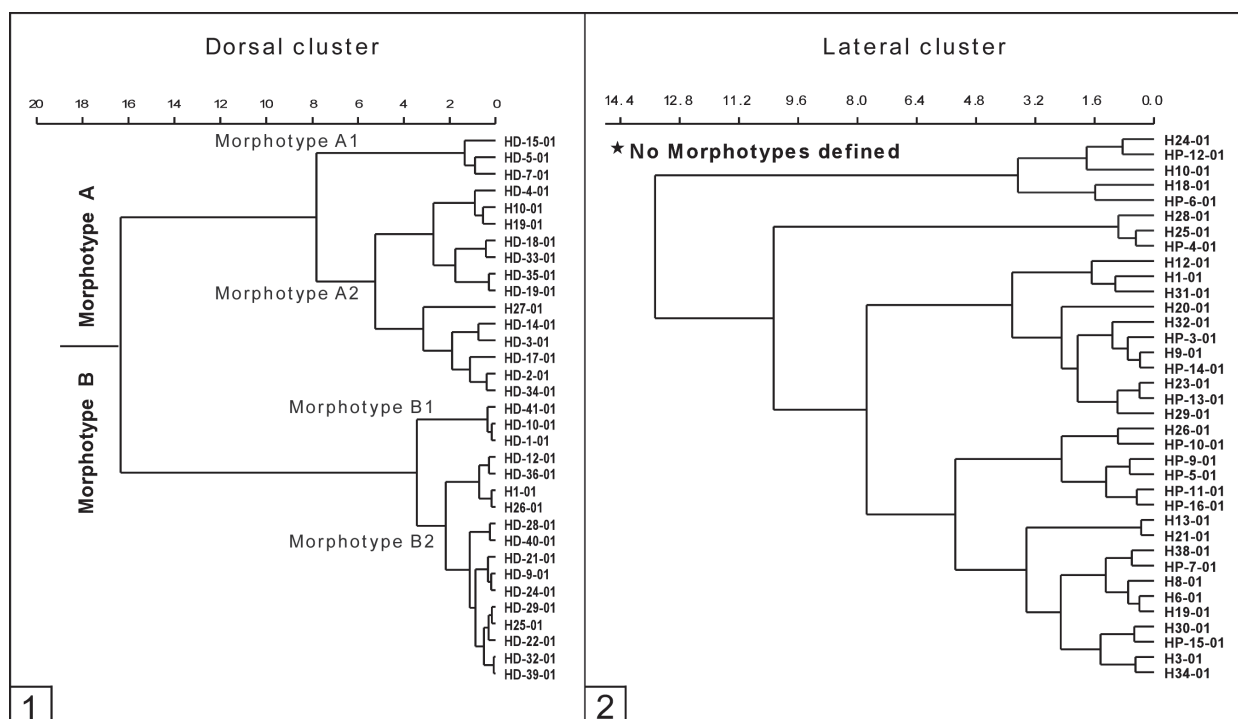 Dorsal cluster
20 18 16 14 12 10 8 6 4 2 0
Morphotype A
Morphotype B
Morphotype A1
Morphotype A2
Morphotype B1
Morphotype B2
HD-15-01
HD-5-01
HD-7-01
HD-4-01
H10-01
H19-01
HD-18-01
HD-33-01
HD-35-01
HD-19-01
H27-01
HD-14-01
HD-3-01
HD-17-01
HD-2-01
HD-34-01
HD-41-01
HD-10-01
HD-1-01
HD-12-01
HD-36-01
H1-01
H26-01
HD-28-01
HD-40-01
HD-21-01
HD-9-01
HD-24-01
HD-29-01
H25-01
HD-22-01
HD-32-01
HD-39-01
1
Lateral cluster
14.4 12.8 11.2 9.6 8.0 6.4 4.8 3.2 1.6 0.0
★ No Morphotypes defined
H24-01
HP-12-01
H10-01
H18-01
HP-6-01
H28-01
H25-01
HP-4-01
H12-01
H1-01
H31-01
H20-01
H32-01
HP-3-01
H9-01
HP-14-01
H23-01
HP-13-01
H29-01
H26-01
HP-10-01
HP-9-01
HP-5-01
HP-11-01
HP-16-01
H13-01
H21-01
H38-01
HP-7-01
H8-01
H6-01
H19-01
H30-01
HP-15-01
H3-01
H34-01
2